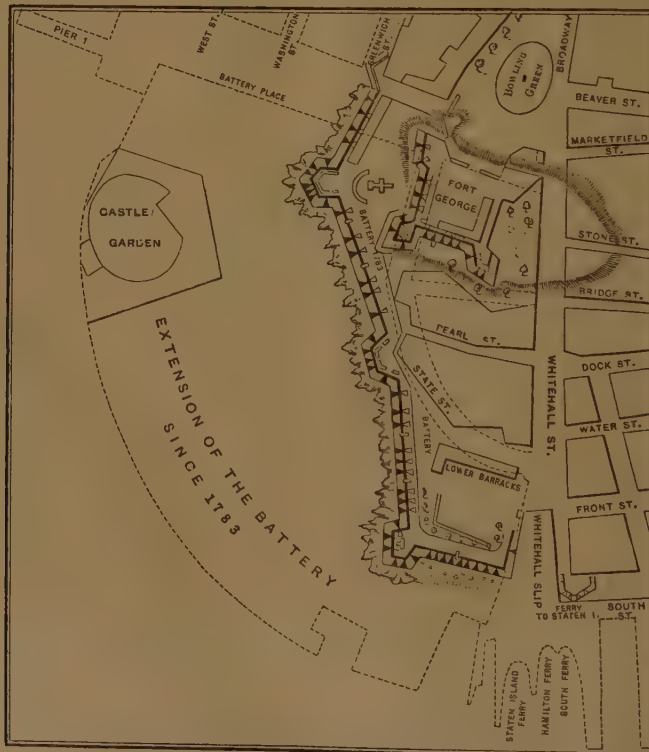 PIER 1
WEST ST.
WASHINGTON
ST.
GREENWICH
ST.
BATTERY PLACE
BROADWAY
BOWLING
GREEN
BEAVER ST.
MARKETFIELD
ST.
CASTLE
GARDEN
FORT
GEORGE
BATTERY 1783
STONE ST.
BRIDGE ST.
PEARL ST.
DOCK ST.
STATE ST.
WHITEHALL ST.
WATER ST.
BATTERY
LOWER BARRACKS
EXTENSION OF THE BATTERY
SINCE 1783
FRONT ST.
WHITEHALL SLIP
FERRY
TO STATEN I.
SOUTH
ST.
STATEN ISLAND
FERRY
HAMILTON FERRY
SOUTH FERRY